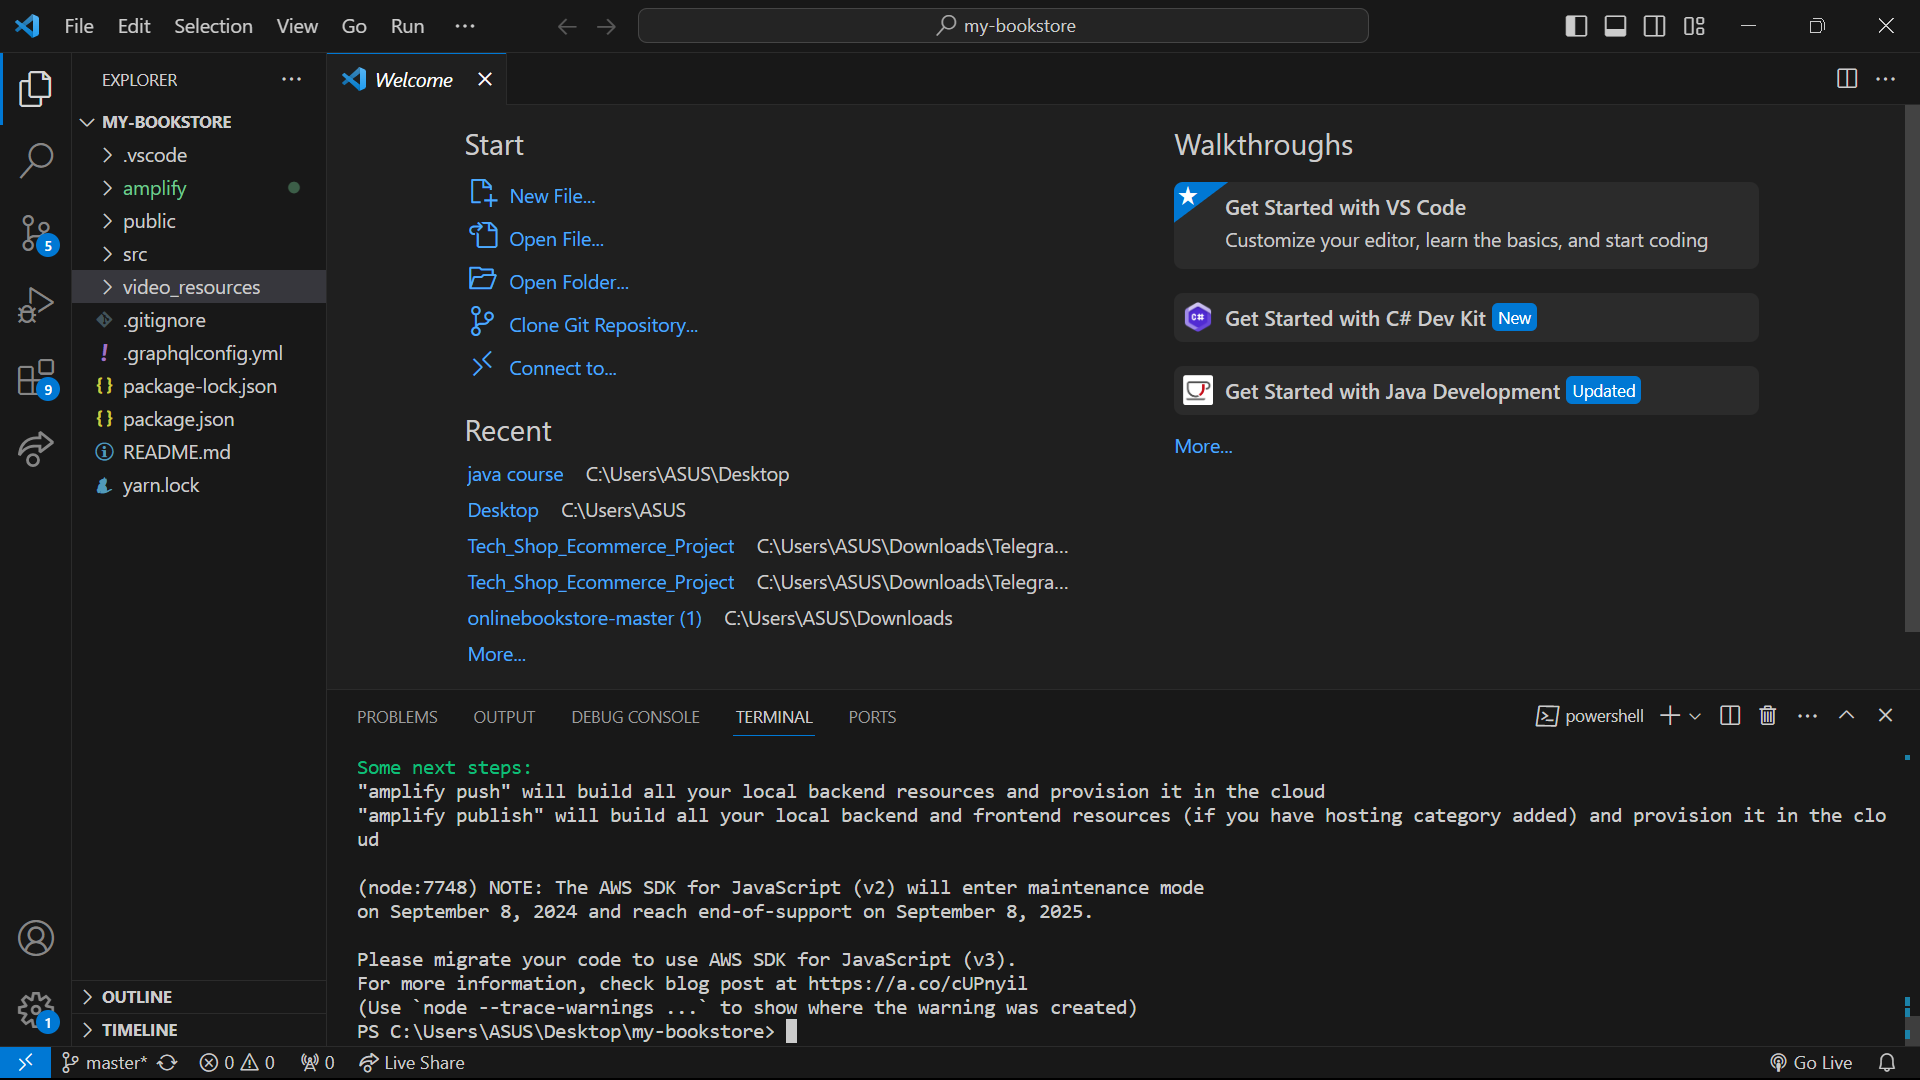 File Edit Selection View Go Run ···
my-bookstore
EXPLORER
MY-BOOKSTORE
.vscode
amplify
public
src
video_resources
.gitignore
! .graphqlconfig.yml
{} package-lock.json
{} package.json
README.md
yarn.lock
OUTLINE
TIMELINE
5
9
1
Welcome
Start
New File...
Open File...
Open Folder...
Clone Git Repository...
Connect to...
Recent
java course C:\Users\ASUS\Desktop
Desktop C:\Users\ASUS
Tech_Shop_Ecommerce_Project C:\Users\ASUS\Downloads\Telegra...
Tech_Shop_Ecommerce_Project C:\Users\ASUS\Downloads\Telegra...
onlinebookstore-master (1) C:\Users\ASUS\Downloads
More...
Walkthroughs
Get Started with VS Code
Customize your editor, learn the basics, and start coding
C# Get Started with C# Dev Kit New
Get Started with Java Development Updated
More...
PROBLEMS OUTPUT DEBUG CONSOLE TERMINAL PORTS
powershell
Some next steps:
"amplify push" will build all your local backend resources and provision it in the cloud
"amplify publish" will build all your local backend and frontend resources (if you have hosting category added) and provision it in the clo
ud
(node:7748) NOTE: The AWS SDK for JavaScript (v2) will enter maintenance mode
on September 8, 2024 and reach end-of-support on September 8, 2025.
Please migrate your code to use AWS SDK for JavaScript (v3).
For more information, check blog post at https://a.co/cUPnyil
(Use `node --trace-warnings ...` to show where the warning was created)
PS C:\Users\ASUS\Desktop\my-bookstore>
master* 0 0 0 Live Share
Go Live